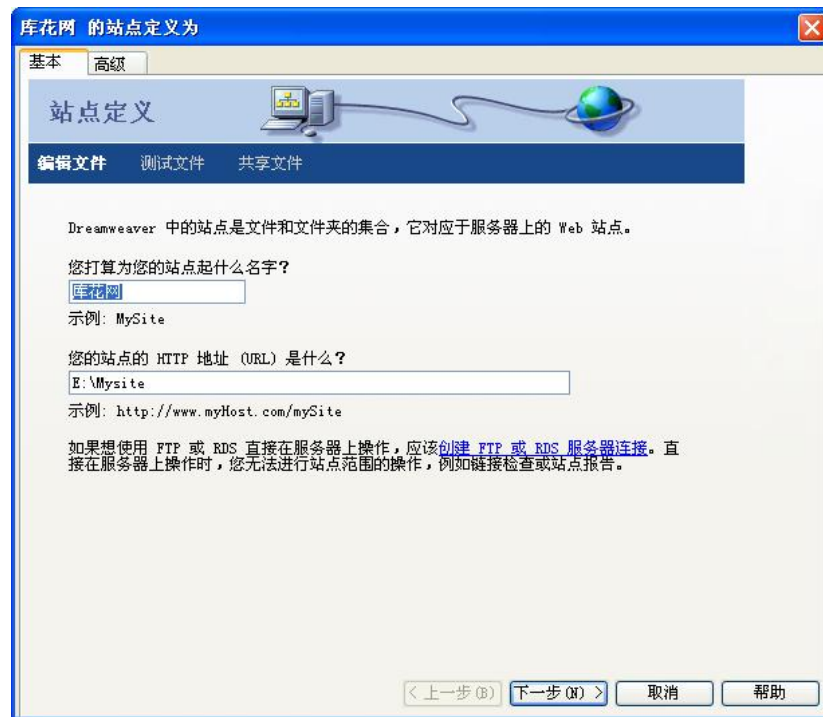 库花网 的站点定义为
基本 高级
站点定义
编辑文件 测试文件 共享文件
Dreamweaver 中的站点是文件和文件夹的集合，它对应于服务器上的 Web 站点。
您打算为您的站点起什么名字？
库花网
示例: MySite
您的站点的 HTTP 地址 (URL) 是什么？
E:\Mysite
示例: http://www.myHost.com/mySite
如果想使用 FTP 或 RDS 直接在服务器上操作，应该创建 FTP 或 RDS 服务器连接。直
接在服务器上操作时，您无法进行站点范围的操作，例如链接检查或站点报告。
< 上一步(B) 下一步(N) > 取消 帮助